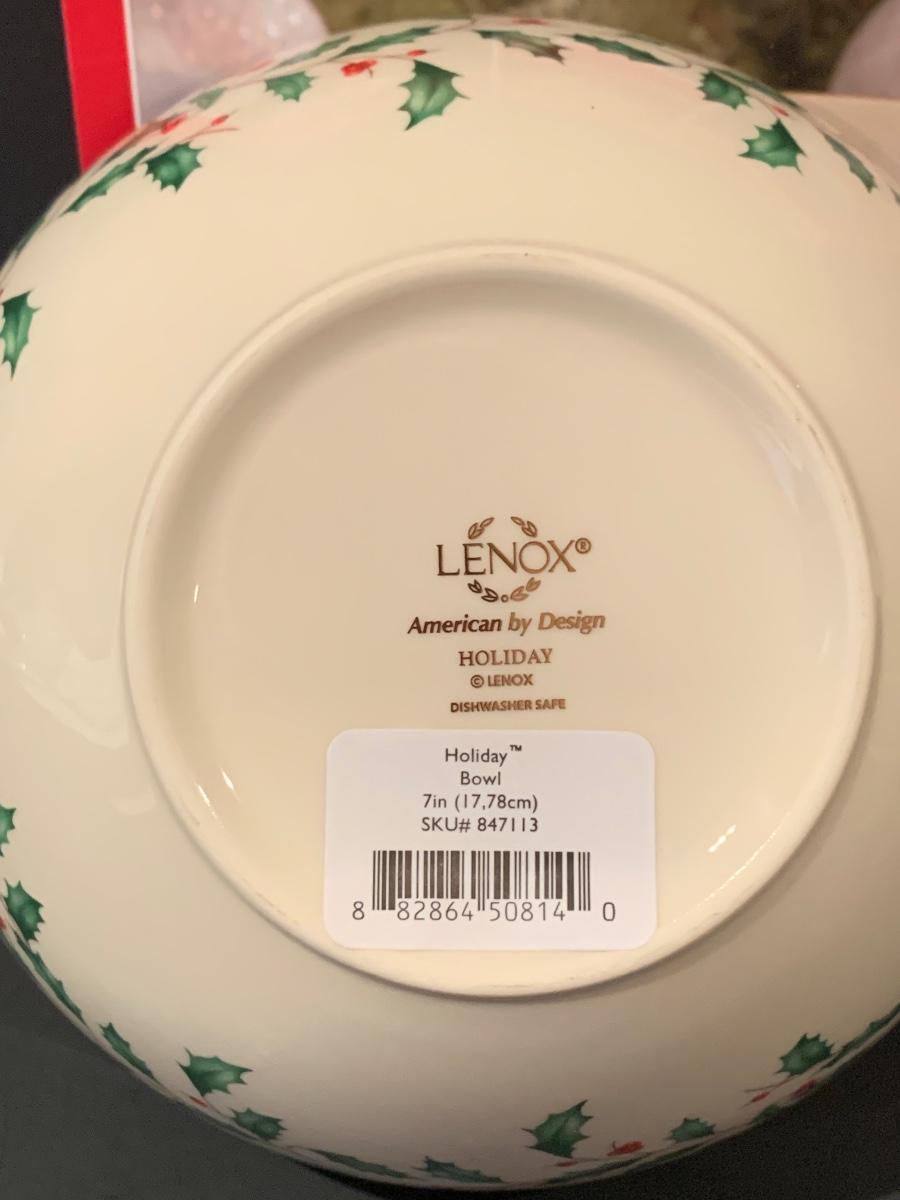 LENOX®
American by Design
HOLIDAY
© LENOX
DISHWASHER SAFE
Holiday™
Bowl
7in (17,78cm)
SKU# 847113
8 82864 50814 0